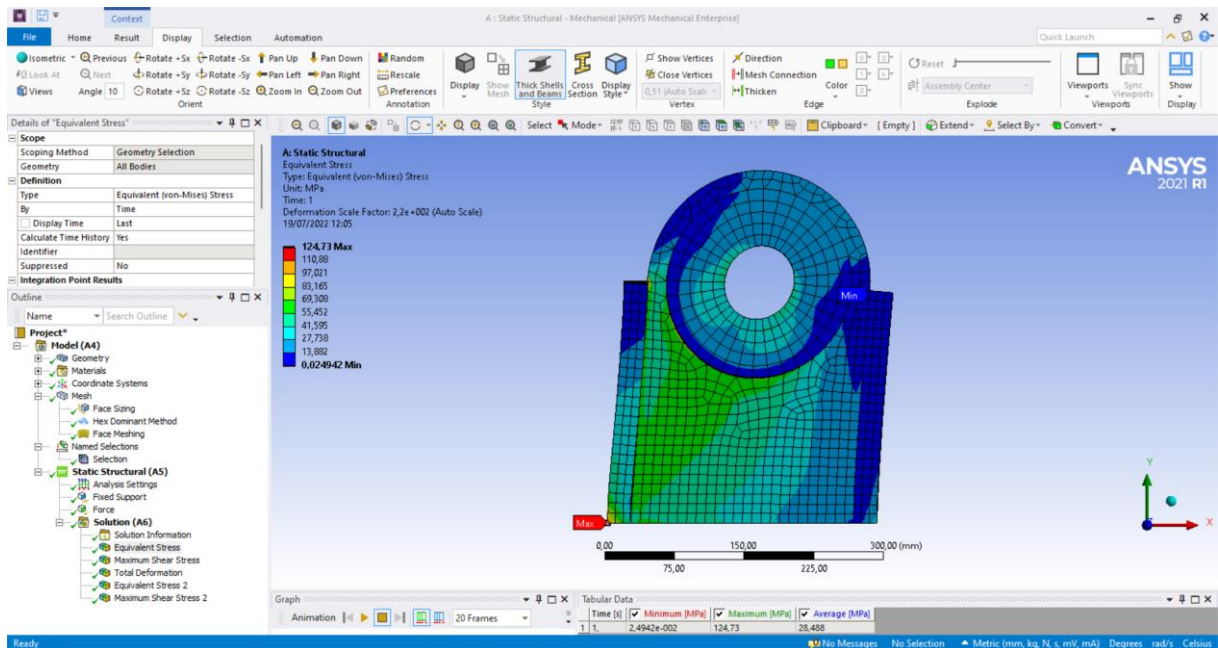 Context
A : Static Structural - Mechanical [ANSYS Mechanical Enterprise]
File Home Result Display Selection Automation
Quick Launch
Isometric Previous Rotate +Sx Rotate -Sx Pan Up Pan Down Random
Look At Next Rotate +Sy Rotate -Sy Pan Left Pan Right Rescale
Views Angle 10 Rotate +Sz Rotate -Sz Zoom In Zoom Out Preferences
Orient
Annotation
Display Show Mesh Thick Shells and Beams Cross Section Display Style
Style
Show Vertices
Close Vertices
0,51 (Auto Scale
Vertex
Direction
Mesh Connection
Thicken
Color
Edge
Reset
Assembly Center
Explode
Viewports Sync Viewports
Viewports
Show
Display
Details of "Equivalent Stress"
Select Mode Clipboard [ Empty ] Extend Select By Convert
Scope
Scoping Method Geometry Selection
Geometry All Bodies
Definition
Type Equivalent (von-Mises) Stress
By Time
Display Time Last
Calculate Time History Yes
Identifier
Suppressed No
Integration Point Results
Outline
Name Search Outline
Project*
Model (A4)
Geometry
Materials
Coordinate Systems
Mesh
Face Sizing
Hex Dominant Method
Face Meshing
Named Selections
Selection
Static Structural (A5)
Analysis Settings
Fixed Support
Force
Solution (A6)
Solution Information
Equivalent Stress
Maximum Shear Stress
Total Deformation
Equivalent Stress 2
Maximum Shear Stress 2
A: Static Structural
Equivalent Stress
Type: Equivalent (von-Mises) Stress
Unit: MPa
Time: 1
Deformation Scale Factor: 2,2e+002 (Auto Scale)
19/07/2022 12:05
124,73 Max
110,88
97,021
83,165
69,308
55,452
41,595
27,738
13,882
0,024942 Min
ANSYS
2021 R1
Min
Max
Y
X
0,00 150,00 300,00 (mm)
75,00 225,00
Graph
Animation 20 Frames
Tabular Data
Time [s] Minimum [MPa] Maximum [MPa] Average [MPa]
1 1, 2,4942e-002 124,73 28,488
Ready
No Messages No Selection Metric (mm, kg, N, s, mV, mA) Degrees rad/s Celsius